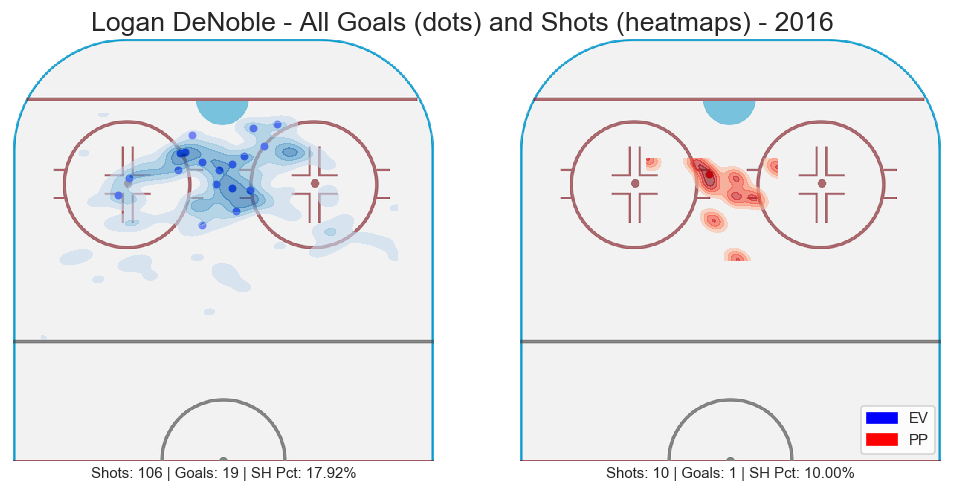 Logan DeNoble - All Goals (dots) and Shots (heatmaps) - 2016
EV
PP
Shots: 106 | Goals: 19 | SH Pct: 17.92%
Shots: 10 | Goals: 1 | SH Pct: 10.00%